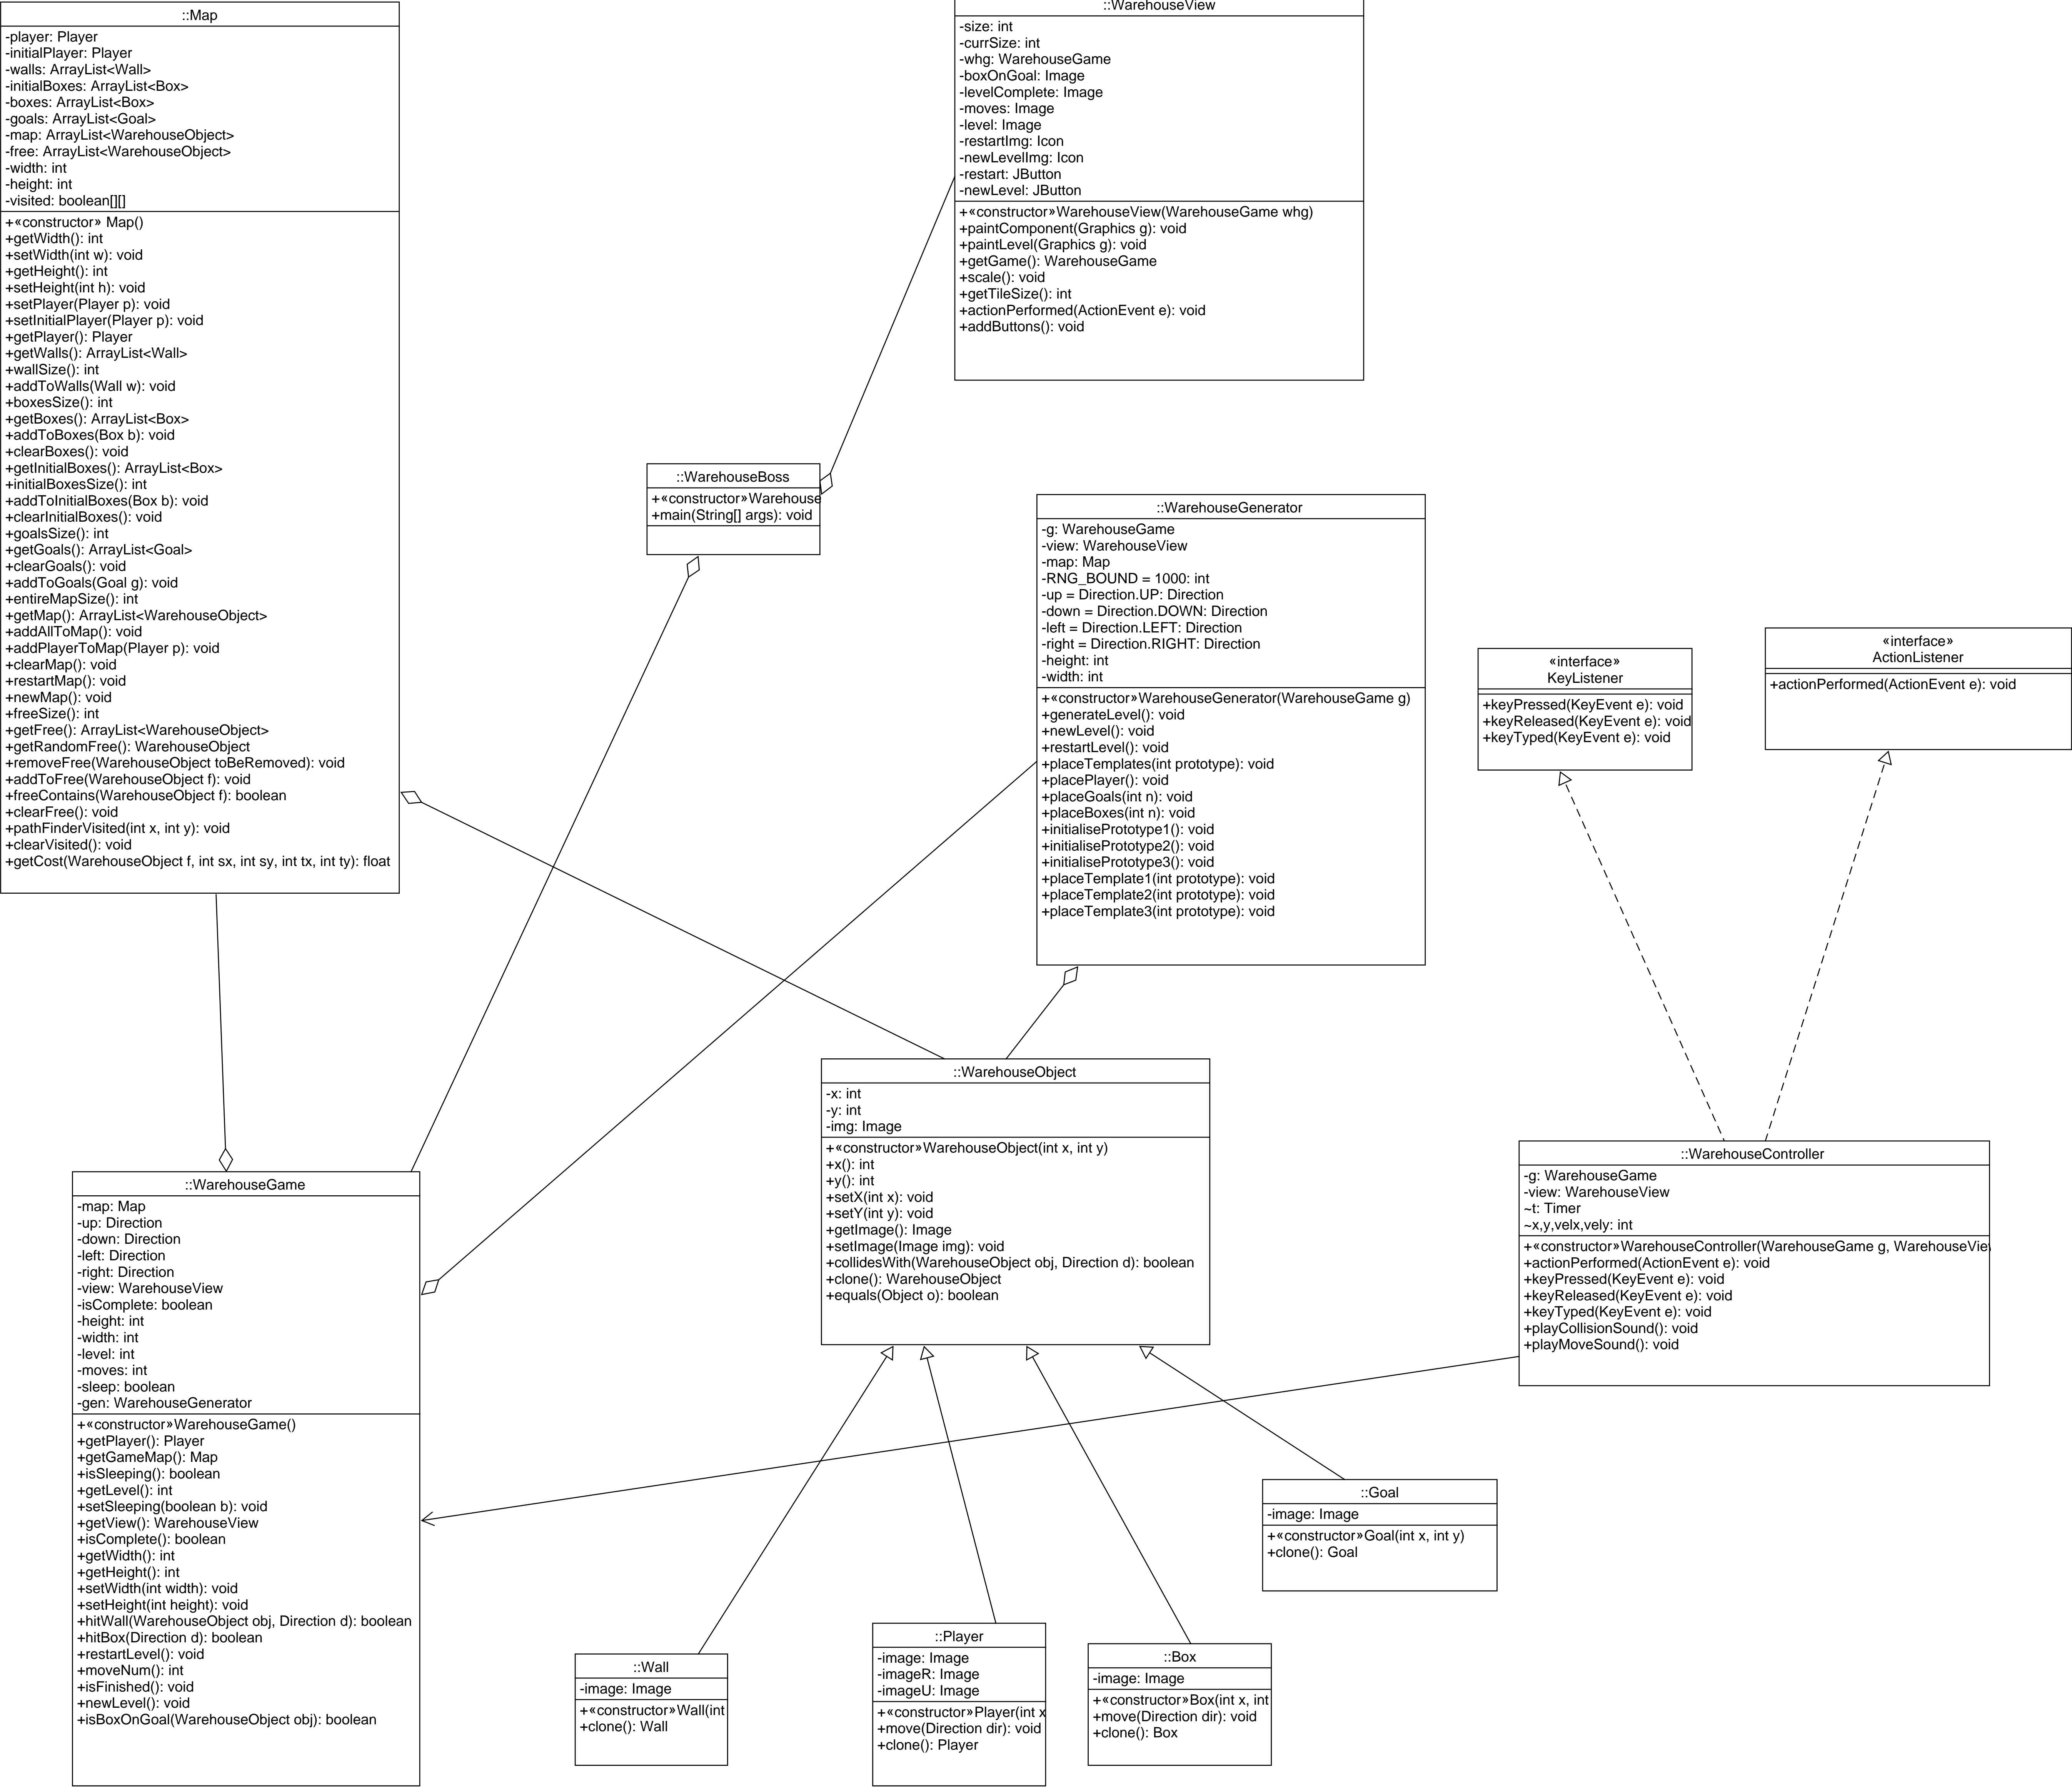 ::Map
-player: Player
-initialPlayer: Player
-walls: ArrayList<Wall>
-initialBoxes: ArrayList<Box>
-boxes: ArrayList<Box>
-goals: ArrayList<Goal>
-map: ArrayList<WarehouseObject>
-free: ArrayList<WarehouseObject>
-width: int
-height: int
-visited: boolean[][]
+«constructor» Map()
+getWidth(): int
+setWidth(int w): void
+getHeight(): int
+setHeight(int h): void
+setPlayer(Player p): void
+setInitialPlayer(Player p): void
+getPlayer(): Player
+getWalls(): ArrayList<Wall>
+wallSize(): int
+addToWalls(Wall w): void
+boxesSize(): int
+getBoxes(): ArrayList<Box>
+addToBoxes(Box b): void
+clearBoxes(): void
+getInitialBoxes(): ArrayList<Box>
+initialBoxesSize(): int
+addToInitialBoxes(Box b): void
+clearInitialBoxes(): void
+goalsSize(): int
+getGoals(): ArrayList<Goal>
+clearGoals(): void
+addToGoals(Goal g): void
+entireMapSize(): int
+getMap(): ArrayList<WarehouseObject>
+addAllToMap(): void
+addPlayerToMap(Player p): void
+clearMap(): void
+restartMap(): void
+newMap(): void
+freeSize(): int
+getFree(): ArrayList<WarehouseObject>
+getRandomFree(): WarehouseObject
+removeFree(WarehouseObject toBeRemoved): void
+addToFree(WarehouseObject f): void
+freeContains(WarehouseObject f): boolean
+clearFree(): void
+pathFinderVisited(int x, int y): void
+clearVisited(): void
+getCost(WarehouseObject f, int sx, int sy, int tx, int ty): float
::WarehouseView
-size: int
-currSize: int
-whg: WarehouseGame
-boxOnGoal: Image
-levelComplete: Image
-moves: Image
-level: Image
-restartImg: Icon
-newLevelImg: Icon
-restart: JButton
-newLevel: JButton
+«constructor»WarehouseView(WarehouseGame whg)
+paintComponent(Graphics g): void
+paintLevel(Graphics g): void
+getGame(): WarehouseGame
+scale(): void
+getTileSize(): int
+actionPerformed(ActionEvent e): void
+addButtons(): void
::WarehouseBoss
+«constructor»Warehouse
+main(String[] args): void
::WarehouseGenerator
-g: WarehouseGame
-view: WarehouseView
-map: Map
-RNG_BOUND = 1000: int
-up = Direction.UP: Direction
-down = Direction.DOWN: Direction
-left = Direction.LEFT: Direction
-right = Direction.RIGHT: Direction
-height: int
-width: int
+«constructor»WarehouseGenerator(WarehouseGame g)
+generateLevel(): void
+newLevel(): void
+restartLevel(): void
+placeTemplates(int prototype): void
+placePlayer(): void
+placeGoals(int n): void
+placeBoxes(int n): void
+initialisePrototype1(): void
+initialisePrototype2(): void
+initialisePrototype3(): void
+placeTemplate1(int prototype): void
+placeTemplate2(int prototype): void
+placeTemplate3(int prototype): void
«interface»
KeyListener
+keyPressed(KeyEvent e): void
+keyReleased(KeyEvent e): void
+keyTyped(KeyEvent e): void
«interface»
ActionListener
+actionPerformed(ActionEvent e): void
::WarehouseObject
-x: int
-y: int
-img: Image
+«constructor»WarehouseObject(int x, int y)
+x(): int
+y(): int
+setX(int x): void
+setY(int y): void
+getImage(): Image
+setImage(Image img): void
+collidesWith(WarehouseObject obj, Direction d): boolean
+clone(): WarehouseObject
+equals(Object o): boolean
::WarehouseController
-g: WarehouseGame
-view: WarehouseView
~t: Timer
~x,y,velx,vely: int
+«constructor»WarehouseController(WarehouseGame g, WarehouseView
+actionPerformed(ActionEvent e): void
+keyPressed(KeyEvent e): void
+keyReleased(KeyEvent e): void
+keyTyped(KeyEvent e): void
+playCollisionSound(): void
+playMoveSound(): void
::WarehouseGame
-map: Map
-up: Direction
-down: Direction
-left: Direction
-right: Direction
-view: WarehouseView
-isComplete: boolean
-height: int
-width: int
-level: int
-moves: int
-sleep: boolean
-gen: WarehouseGenerator
+«constructor»WarehouseGame()
+getPlayer(): Player
+getGameMap(): Map
+isSleeping(): boolean
+getLevel(): int
+setSleeping(boolean b): void
+getView(): WarehouseView
+isComplete(): boolean
+getWidth(): int
+getHeight(): int
+setWidth(int width): void
+setHeight(int height): void
+hitWall(WarehouseObject obj, Direction d): boolean
+hitBox(Direction d): boolean
+restartLevel(): void
+moveNum(): int
+isFinished(): void
+newLevel(): void
+isBoxOnGoal(WarehouseObject obj): boolean
::Goal
-image: Image
+«constructor»Goal(int x, int y)
+clone(): Goal
::Wall
-image: Image
+«constructor»Wall(int
+clone(): Wall
::Player
-image: Image
-imageR: Image
-imageU: Image
+«constructor»Player(int x
+move(Direction dir): void
+clone(): Player
::Box
-image: Image
+«constructor»Box(int x, int
+move(Direction dir): void
+clone(): Box